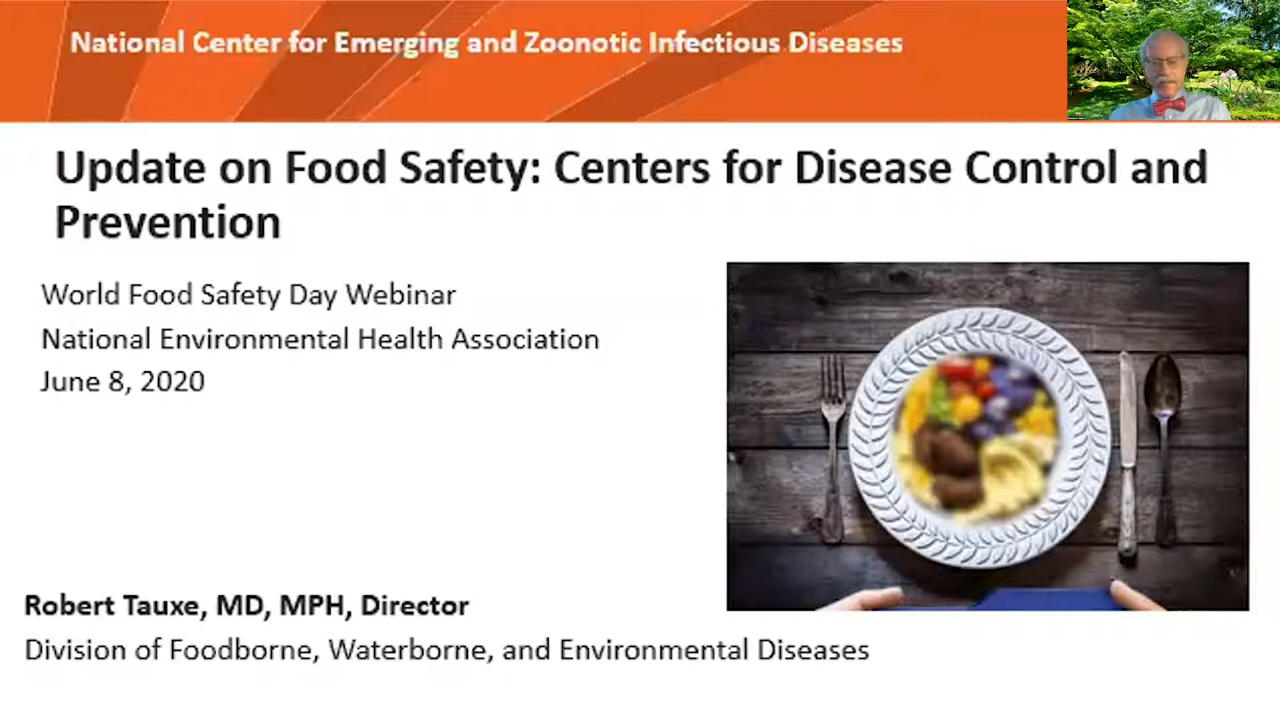 National Center for Emerging and Zoonotic Infectious Diseases
Update on Food Safety: Centers for Disease Control and
Prevention
World Food Safety Day Webinar
National Environmental Health Association
June 8, 2020
Robert Tauxe, MD, MPH, Director
Division of Foodborne, Waterborne, and Environmental Diseases